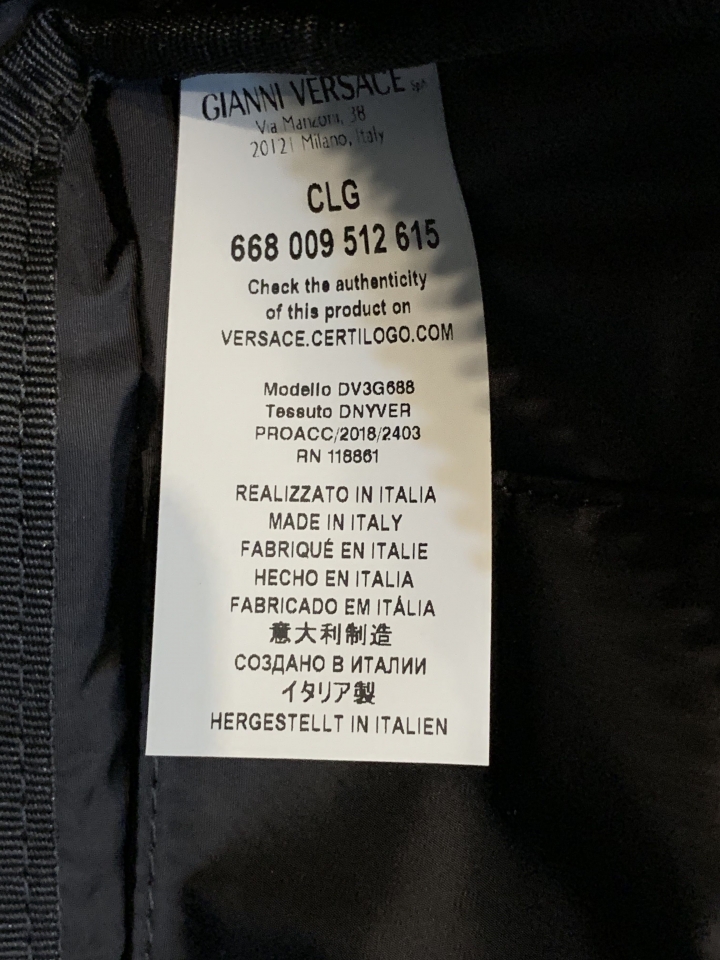 GIANNI VERSACE SpA
Via Manzoni, 38
20121 Milano, Italy
CLG
668 009 512 615
Check the authenticity
of this product on
VERSACE.CERTILOGO.COM
Modello DV3G688
Tessuto DNYVER
PROACC/2018/2403
RN 118861
REALIZZATO IN ITALIA
MADE IN ITALY
FABRIQUÉ EN ITALIE
HECHO EN ITALIA
FABRICADO EM ITÁLIA
意大利制造
СОЗДАНО В ИТАЛИИ
イタリア製
HERGESTELLT IN ITALIEN